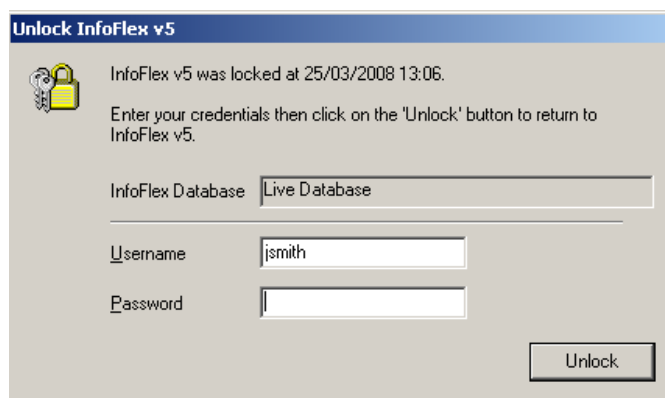 Unlock InfoFlex v5
InfoFlex v5 was locked at 25/03/2008 13:06.
Enter your credentials then click on the 'Unlock' button to return to
InfoFlex v5.
InfoFlex Database Live Database
Username jsmith
Password
Unlock